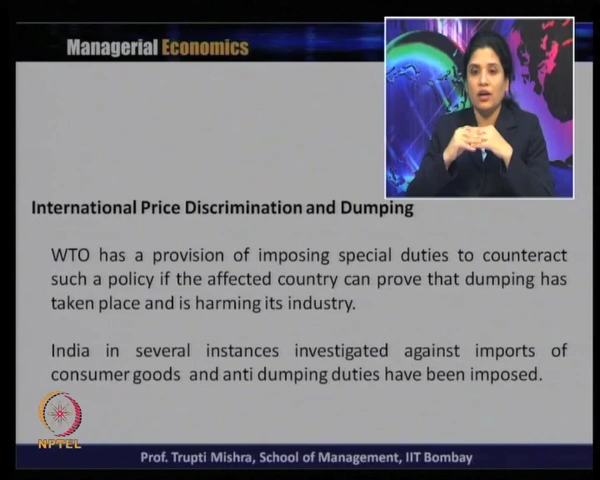 Managerial Economics
International Price Discrimination and Dumping
WTO has a provision of imposing special duties to counteract
such a policy if the affected country can prove that dumping has
taken place and is harming its industry.
India in several instances investigated against imports of
consumer goods and anti dumping duties have been imposed.
NPTEL
Prof. Trupti Mishra, School of Management, IIT Bombay